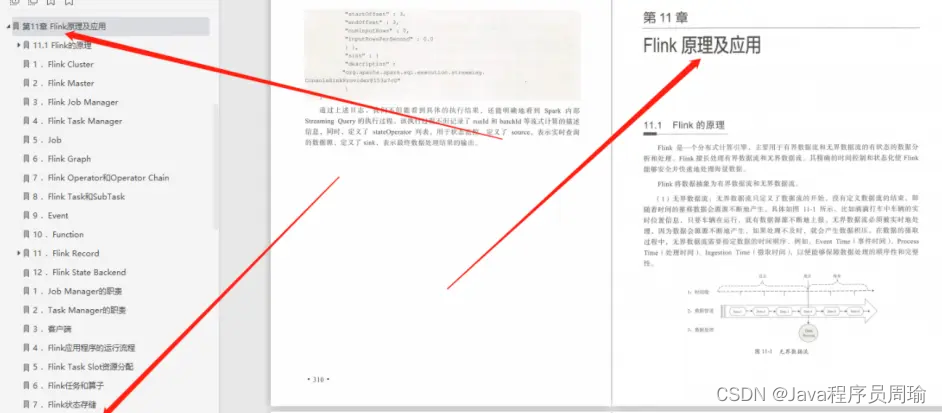 第11章 Flink原理及应用
11.1 Flink的原理
1. Flink Cluster
2. Flink Master
3. Flink Job Manager
4. Flink Task Manager
5. Job
6. Flink Graph
7. Flink Operator和Operator Chain
8. Flink Task和SubTask
9. Event
10. Function
11. Flink Record
12. Flink State Backend
1. Job Manager的职责
2. Task Manager的职责
3. 客户端
4. Flink应用程序的运行流程
5. Flink Task Slot资源分配
6. Flink任务和算子
7. Flink状态存储
"startOffset" : 3,
"endOffset" : 3,
"numInputRows" : 3,
"inputRowsPerSecond" : 0.0
} ],
"sink" : {
"description" :
"org.apache.spark.sql.execution.streaming.
}
通过上述日志,我们不但能看到具体的执行结果,还能明确地看到 Spark 内部
Streaming Query 的执行过程。该执行过程不但记录了 runId 和 batchId 等流式计算的描述
信息,同时,定义了 stateOperator 列表,用于状态管理,定义了 source,表示实时查询
的数据源,定义了 sink,表示最终数据处理结果的输出。
· 310 ·
第 11 章
Flink 原理及应用
11.1 Flink 的原理
Flink 是一个分布式计算引擎,主要用于有界数据流和无界数据流的有状态的数据分
析和处理。Flink 擅长处理有界数据流和无界数据流,其精确的时间控制和状态化使 Flink
能够安全并快速地处理海量数据。
Flink 将数据抽象为有界数据流和无界数据流。
(1)无界数据流:无界数据流只定义了数据流的开始,没有定义数据流的结束,即
随着时间的推移数据会源源不断地产生。具体如图 11-1 所示。比如滴滴打车中车辆的实
时位置信息,只要车辆在运行,就有数据源源不断地上报。无界数据流必须被实时地处
理,因为数据会源源不断地产生,如果处理不及时,就会产生数据积压。在数据的摄取
过程中,无界数据流需要指定数据的时间顺序,例如,Event Time(事件时间)、Process
Time(处理时间)、Ingestion Time(摄取时间),以便能够保障数据处理的顺序性和完整
性。
图 11-1 无界数据流
CSDN @Java程序员周瑜